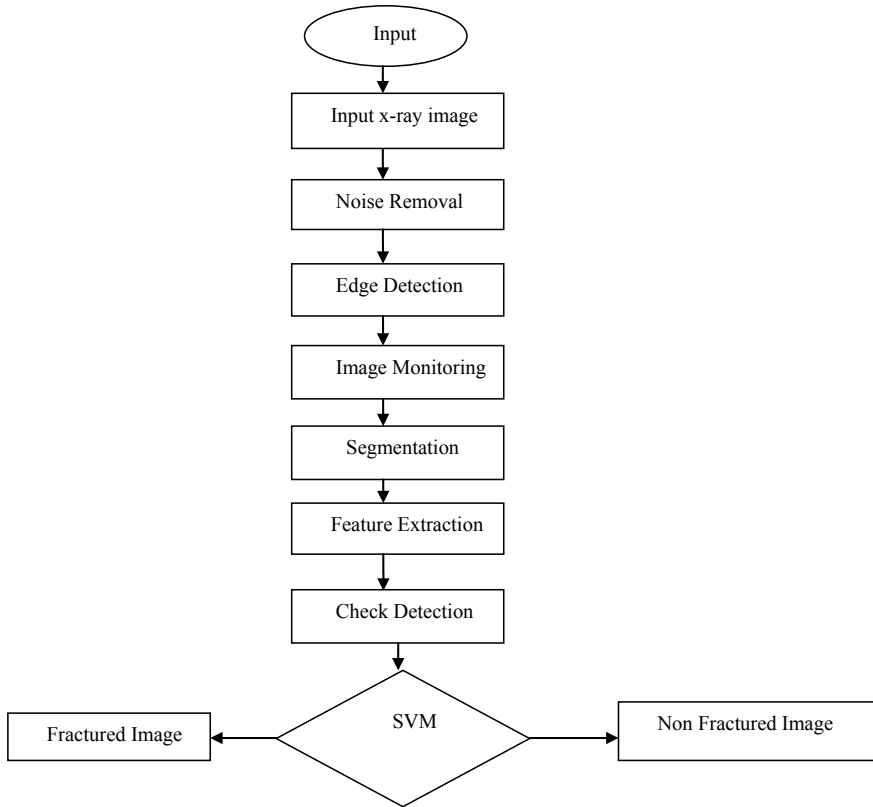 Input
Input x-ray image
Noise Removal
Edge Detection
Image Monitoring
Segmentation
Feature Extraction
Check Detection
SVM
Fractured Image
Non Fractured Image